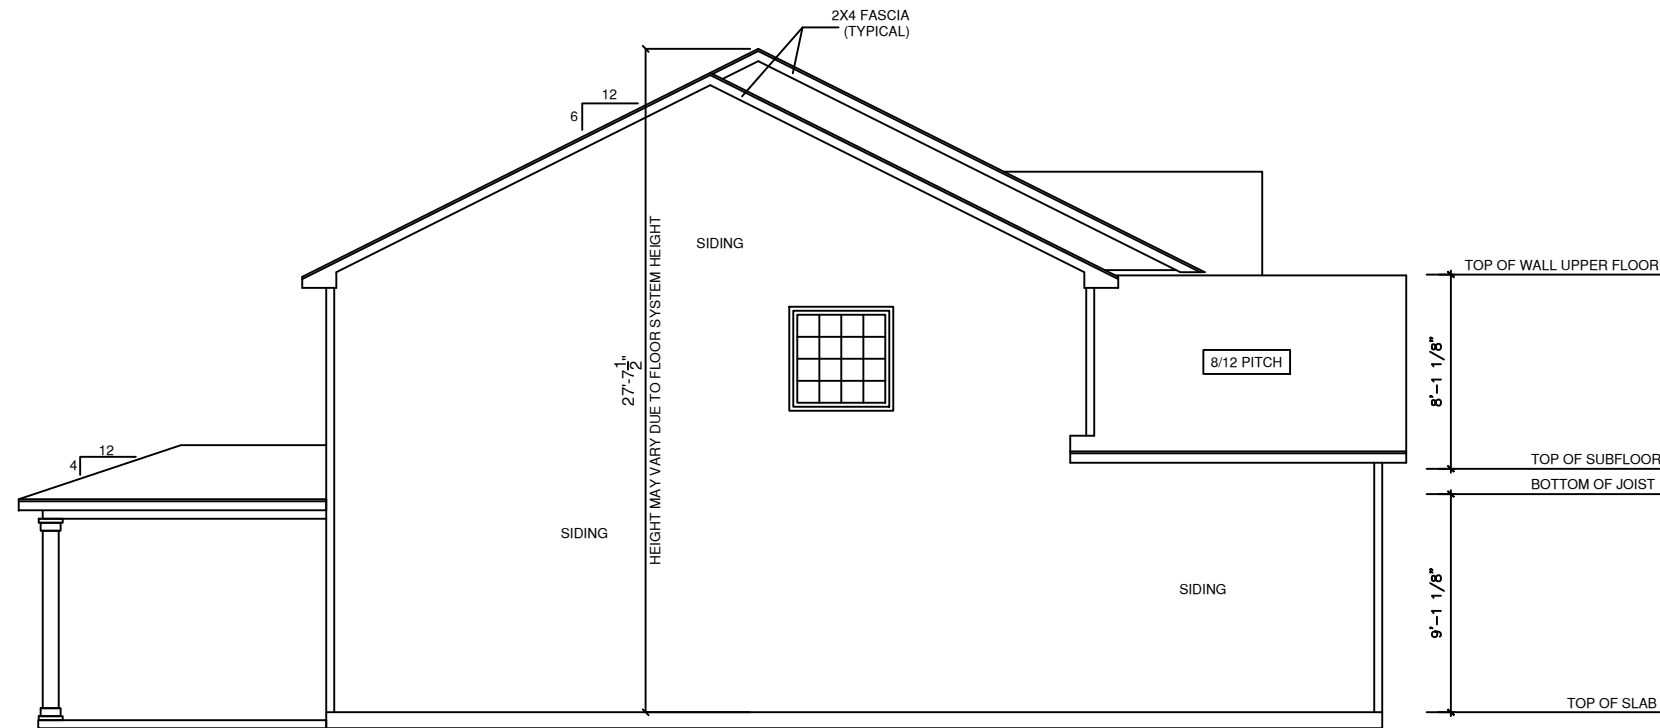 2X4 FASCIA
(TYPICAL)
12
6
SIDING
TOP OF WALL UPPER FLOOR
HEIGHT MAY VARY DUE TO FLOOR SYSTEM HEIGHT
27'-7 1/2"
8/12 PITCH
8'-1 1/8"
12
4
TOP OF SUBFLOOR
BOTTOM OF JOIST
SIDING
SIDING
9'-1 1/8"
TOP OF SLAB